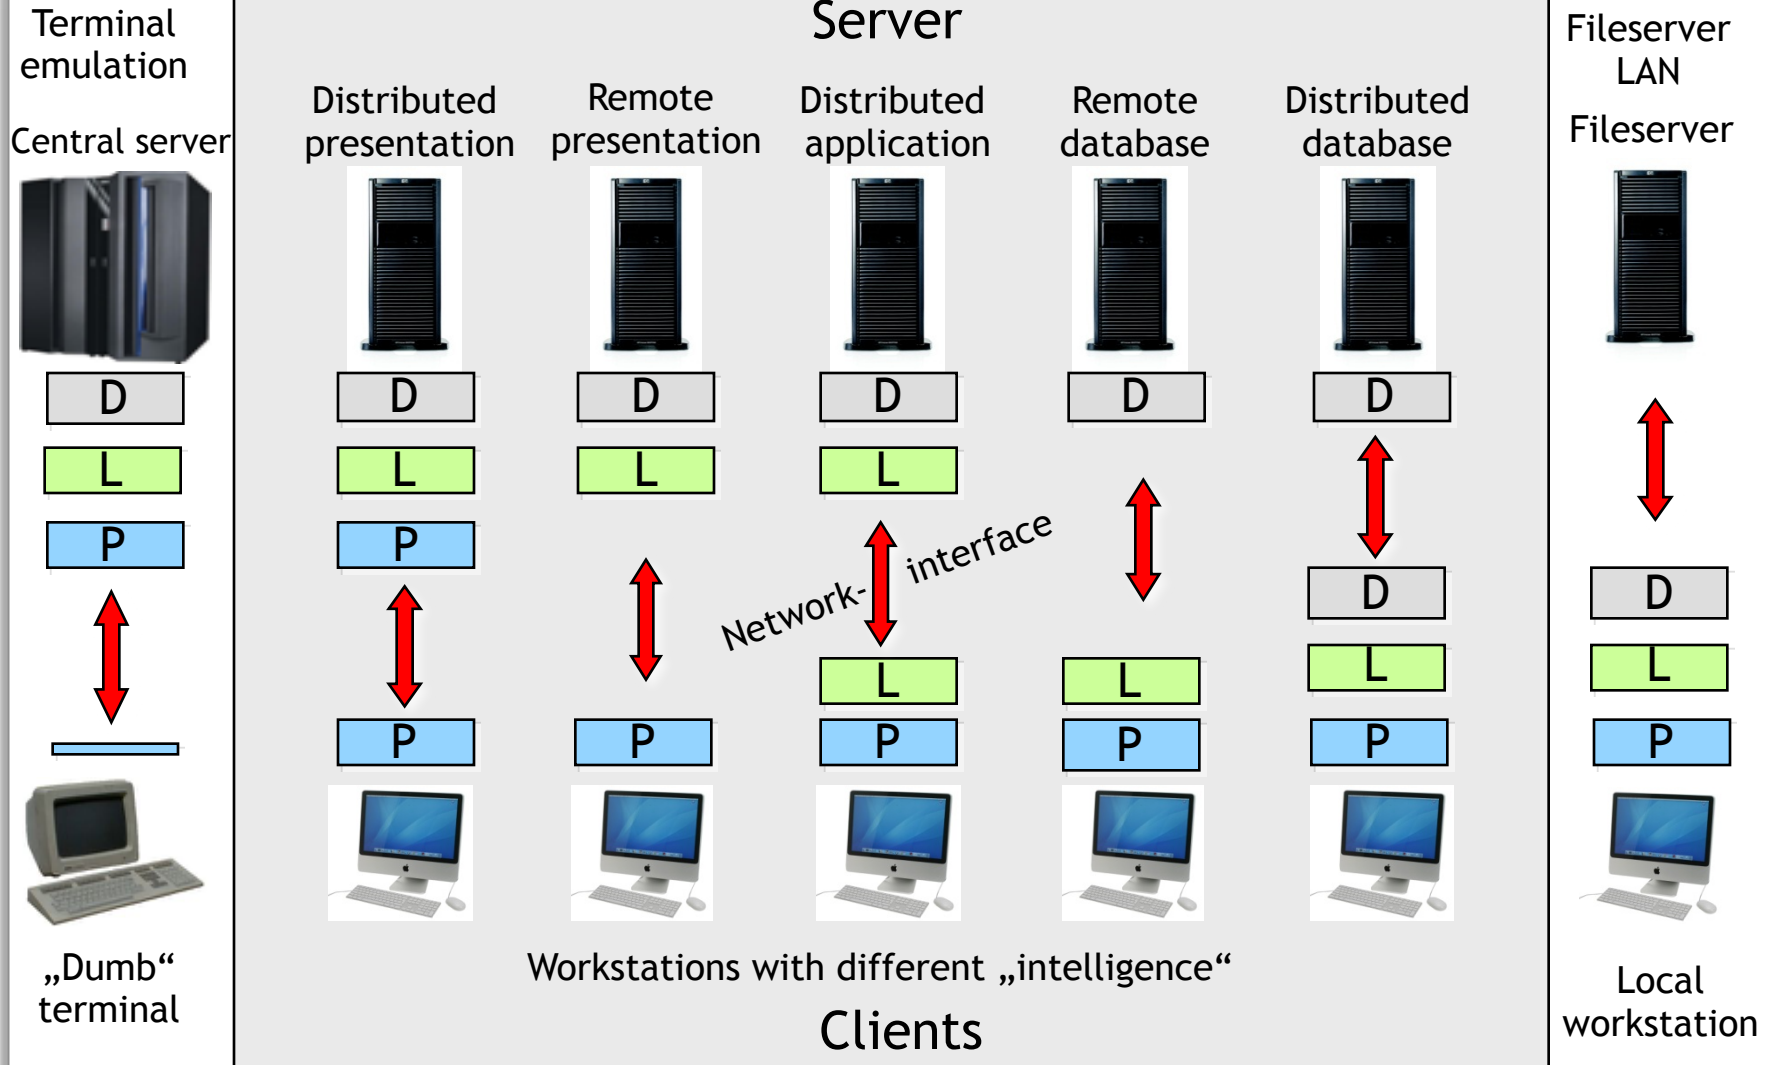 Terminal
emulation
Central server
Server
Distributed
presentation
Remote
presentation
Distributed
application
Remote
database
Distributed
database
Fileserver
LAN
Fileserver
D D D D D D
L L L L
P P
Network- interface
D D
L L L L
P P P P P P
„Dumb“
terminal
Workstations with different „intelligence“
Clients
Local
workstation